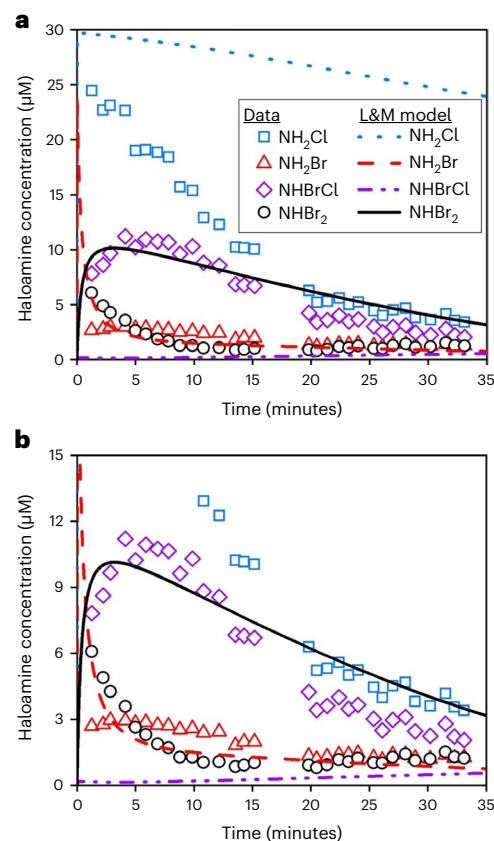 a
30
25
20
15
10
5
0
Haloamine concentration (µM)
Data L&M model
NH₂Cl NH₂Cl
NH₂Br NH₂Br
NHBrCl NHBrCl
NHBr₂ NHBr₂
0 5 10 15 20 25 30 35
Time (minutes)
b
15
12
9
6
3
0
Haloamine concentration (µM)
0 5 10 15 20 25 30 35
Time (minutes)